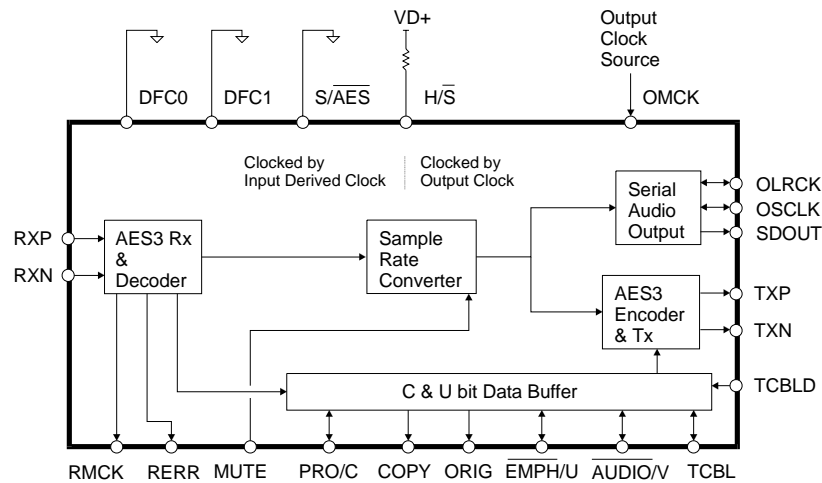 VD+
Output
Clock
Source
DFC0 DFC1 S/AES H/S OMCK
Clocked by
Input Derived Clock
Clocked by
Output Clock
RXP
RXN
AES3 Rx
&
Decoder
Sample
Rate
Converter
Serial
Audio
Output
OLRCK
OSCLK
SDOUT
AES3
Encoder
& Tx
TXP
TXN
C & U bit Data Buffer
TCBLD
RMCK RERR MUTE PRO/C COPY ORIG EMPH/U AUDIO/V TCBL